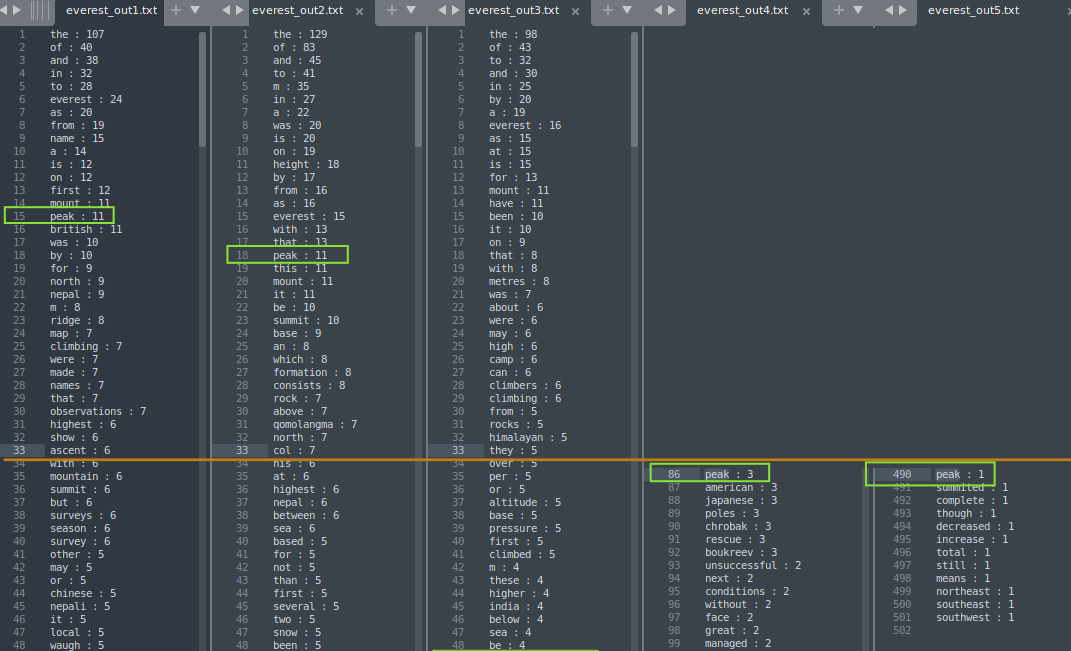 everest_out1.txt
1 the : 107
2 of : 40
3 and : 38
4 in : 32
5 to : 28
6 everest : 24
7 as : 20
8 from : 19
9 name : 15
10 a : 14
11 is : 12
12 on : 12
13 first : 12
14 mount : 11
15 peak : 11
16 british : 11
17 was : 10
18 by : 10
19 for : 9
20 north : 9
21 nepal : 9
22 m : 8
23 ridge : 8
24 map : 7
25 climbing : 7
26 were : 7
27 made : 7
28 names : 7
29 that : 7
30 observations : 7
31 highest : 6
32 show : 6
33 ascent : 6
34 with : 6
35 mountain : 6
36 summit : 6
37 but : 6
38 surveys : 6
39 season : 6
40 survey : 6
41 other : 5
42 may : 5
43 or : 5
44 chinese : 5
45 nepali : 5
46 it : 5
47 local : 5
48 waugh : 5
everest_out2.txt
1 the : 129
2 of : 83
3 and : 45
4 to : 41
5 m : 35
6 in : 27
7 a : 22
8 was : 20
9 is : 20
10 on : 19
11 height : 18
12 by : 17
13 from : 16
14 as : 16
15 everest : 15
16 with : 13
17 that : 13
18 peak : 11
19 this : 11
20 mount : 11
21 it : 11
22 be : 10
23 summit : 10
24 base : 9
25 an : 8
26 which : 8
27 formation : 8
28 consists : 8
29 rock : 7
30 above : 7
31 qomolangma : 7
32 north : 7
33 col : 7
34 his : 6
35 at : 6
36 highest : 6
37 nepal : 6
38 between : 6
39 sea : 6
40 based : 5
41 for : 5
42 not : 5
43 than : 5
44 first : 5
45 several : 5
46 two : 5
47 snow : 5
48 been : 5
everest_out3.txt
1 the : 98
2 of : 43
3 to : 32
4 and : 30
5 in : 25
6 by : 20
7 a : 19
8 everest : 16
9 as : 15
10 at : 15
11 is : 15
12 for : 13
13 mount : 11
14 have : 11
15 been : 10
16 it : 10
17 on : 9
18 that : 8
19 with : 8
20 metres : 8
21 was : 7
22 about : 6
23 were : 6
24 may : 6
25 high : 6
26 camp : 6
27 can : 6
28 climbers : 6
29 climbing : 6
30 from : 5
31 rocks : 5
32 himalayan : 5
33 they : 5
34 over : 5
35 per : 5
36 or : 5
37 altitude : 5
38 base : 5
39 pressure : 5
40 first : 5
41 climbed : 5
42 m : 4
43 these : 4
44 higher : 4
45 india : 4
46 below : 4
47 sea : 4
48 be : 4
everest_out4.txt
86 peak : 3
87 american : 3
88 japanese : 3
89 poles : 3
90 chrobak : 3
91 rescue : 3
92 boukreev : 3
93 unsuccessful : 2
94 next : 2
95 conditions : 2
96 without : 2
97 face : 2
98 great : 2
99 managed : 2
everest_out5.txt
490 peak : 1
491 summited : 1
492 complete : 1
493 though : 1
494 decreased : 1
495 increase : 1
496 total : 1
497 still : 1
498 means : 1
499 northeast : 1
500 southeast : 1
501 southwest : 1
502